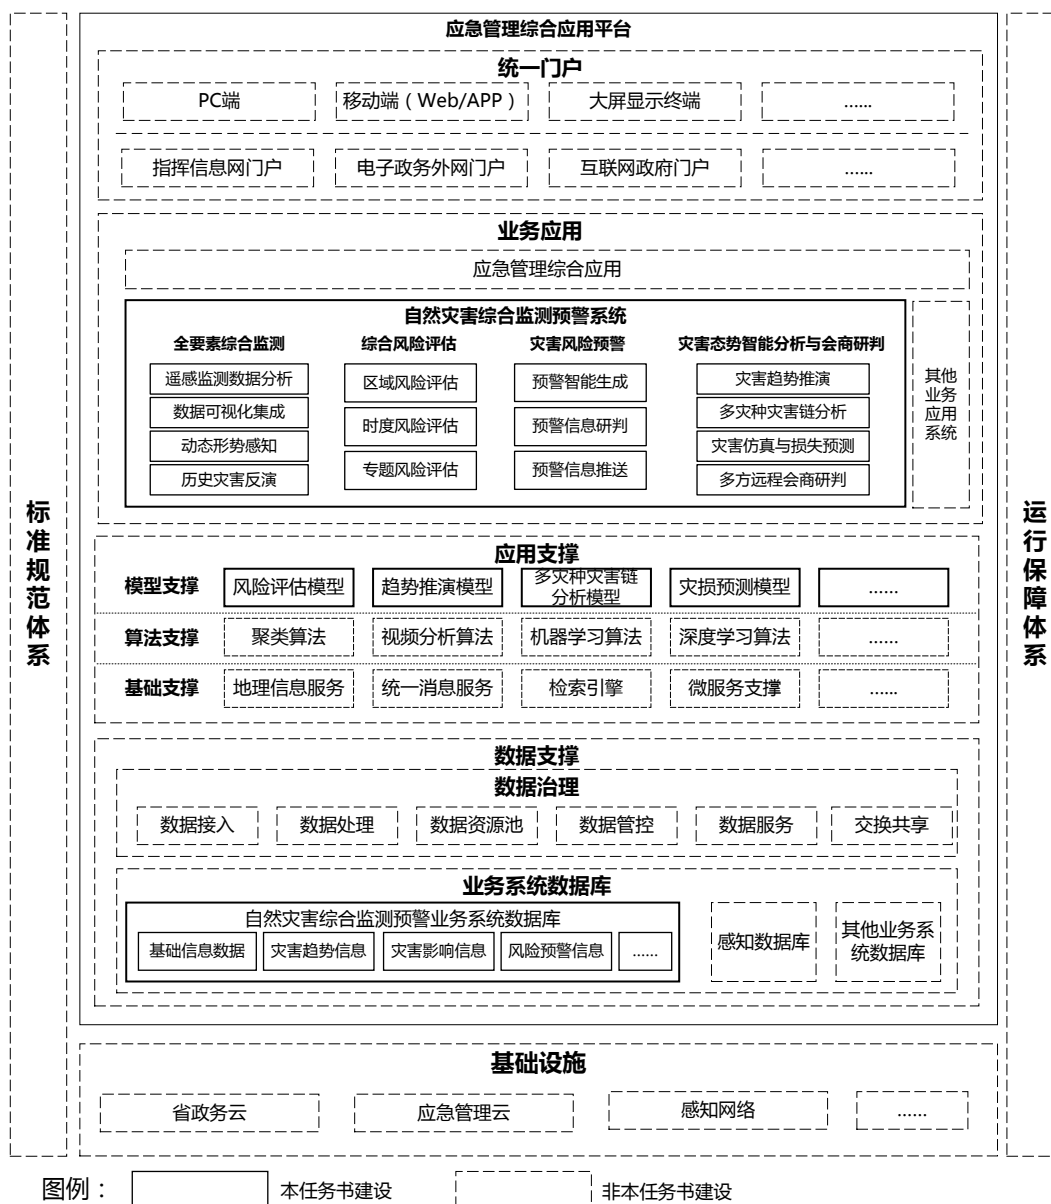 应急管理综合应用平台
统一门户
PC端
移动端（Web/APP）
大屏显示终端
......
指挥信息网门户
电子政务外网门户
互联网政府门户
......
业务应用
应急管理综合应用
自然灾害综合监测预警系统
全要素综合监测
综合风险评估
灾害风险预警
灾害态势智能分析与会商研判
遥感监测数据分析
数据可视化集成
动态形势感知
历史灾害反演
区域风险评估
时度风险评估
专题风险评估
预警智能生成
预警信息研判
预警信息推送
灾害趋势推演
多灾种灾害链分析
灾害仿真与损失预测
多方远程会商研判
其他
业务
应用
系统
标准规范体系
运行保障体系
应用支撑
模型支撑
风险评估模型
趋势推演模型
多灾种灾害链
分析模型
灾损预测模型
......
算法支撑
聚类算法
视频分析算法
机器学习算法
深度学习算法
......
基础支撑
地理信息服务
统一消息服务
检索引擎
微服务支撑
......
数据支撑
数据治理
数据接入
数据处理
数据资源池
数据管控
数据服务
交换共享
业务系统数据库
自然灾害综合监测预警业务系统数据库
基础信息数据
灾害趋势信息
灾害影响信息
风险预警信息
......
感知数据库
其他业务系
统数据库
基础设施
省政务云
应急管理云
感知网络
......
图例：
本任务书建设
非本任务书建设